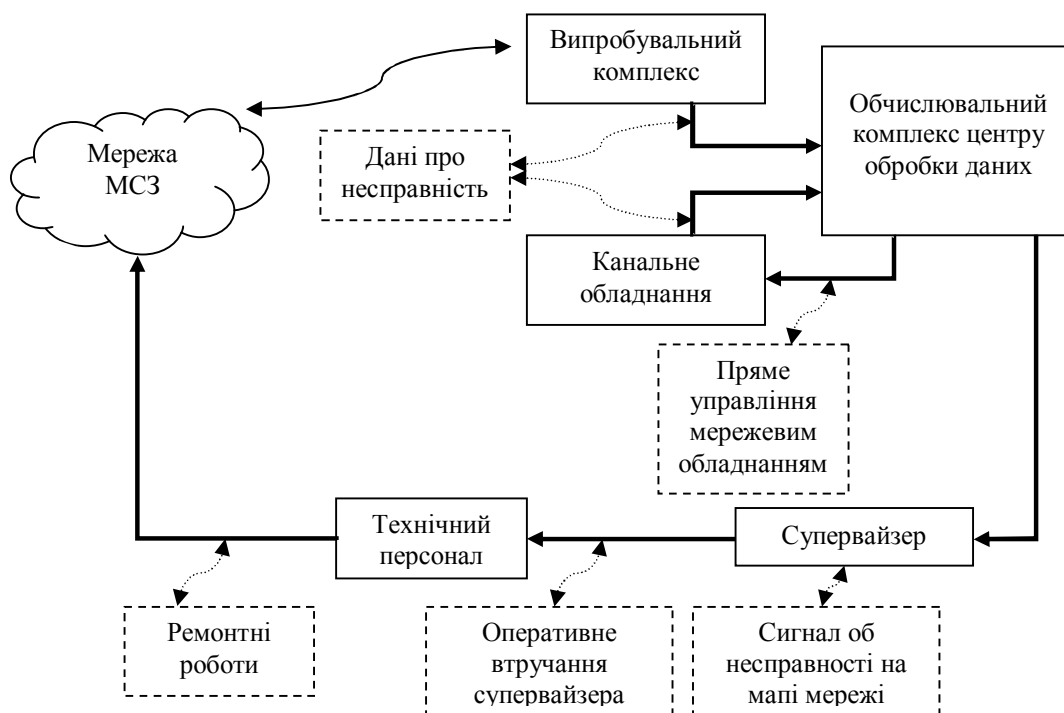 Випробувальний
комплекс
Обчислювальний
комплекс центру
обробки даних
Мережа
МСЗ
Дані про
несправність
Канальне
обладнання
Пряме
управління
мережевим
обладнанням
Технічний
персонал
Супервайзер
Ремонтні
роботи
Оперативне
втручання
супервайзера
Сигнал об
несправності на
мапі мережі